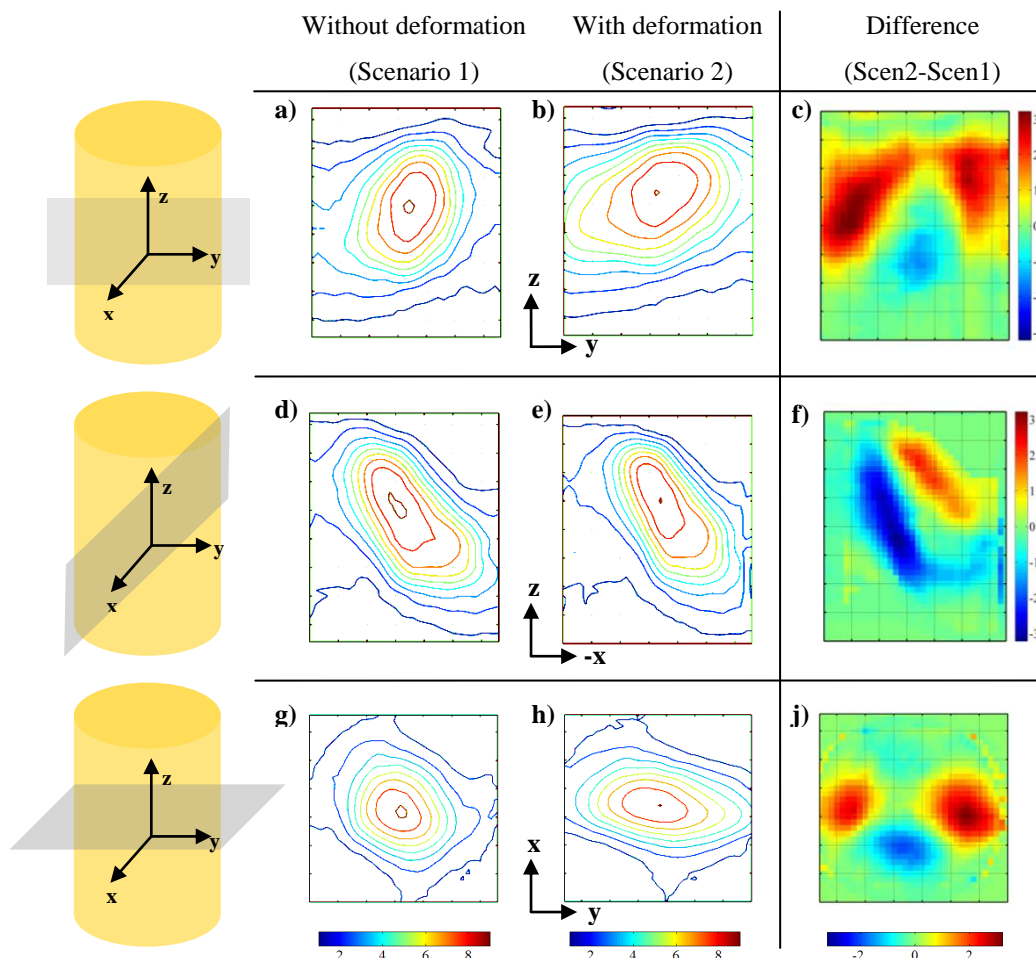 Without deformation With deformation Difference
(Scenario 1) (Scenario 2) (Scen2-Scen1)
a) b) c)
z
y
x
z
y
d) e) f)
z
y
x
z
-x
3
2
1
0
g) h) j)
z
y
x
x
y
2 4 6 8 2 4 6 8 -2 0 2